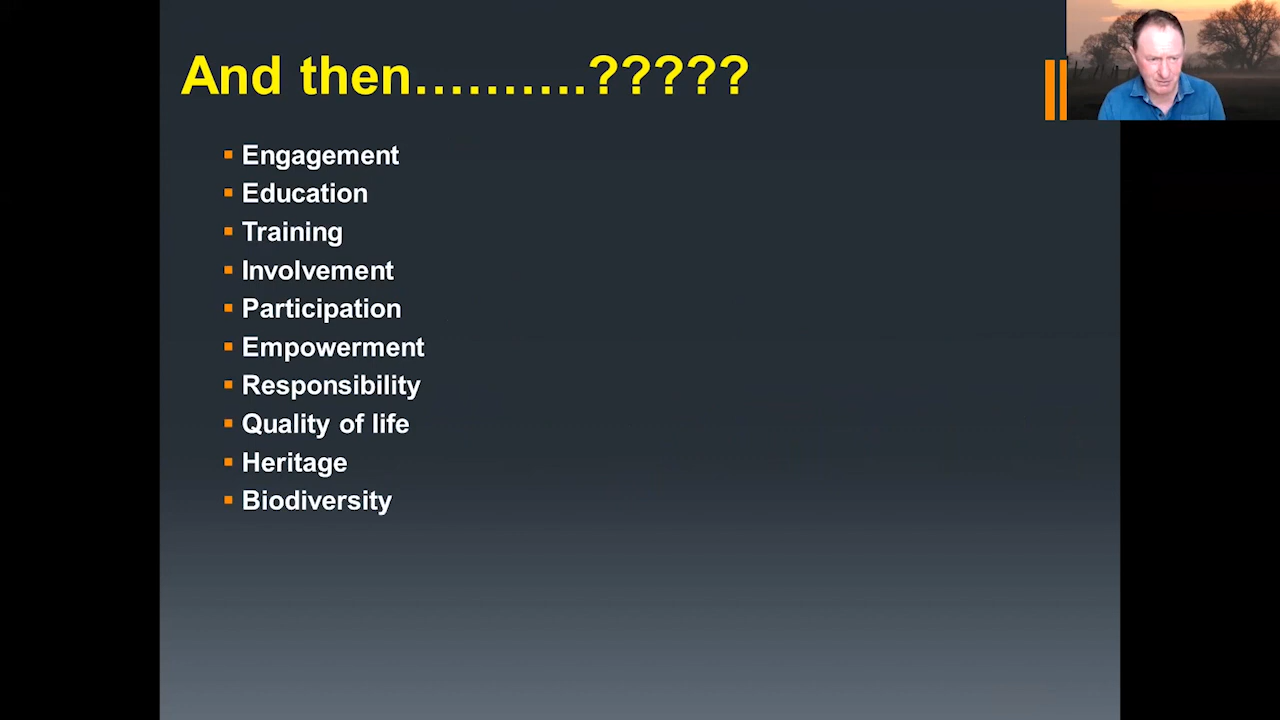 And then……….?????
Engagement
Education
Training
Involvement
Participation
Empowerment
Responsibility
Quality of life
Heritage
Biodiversity